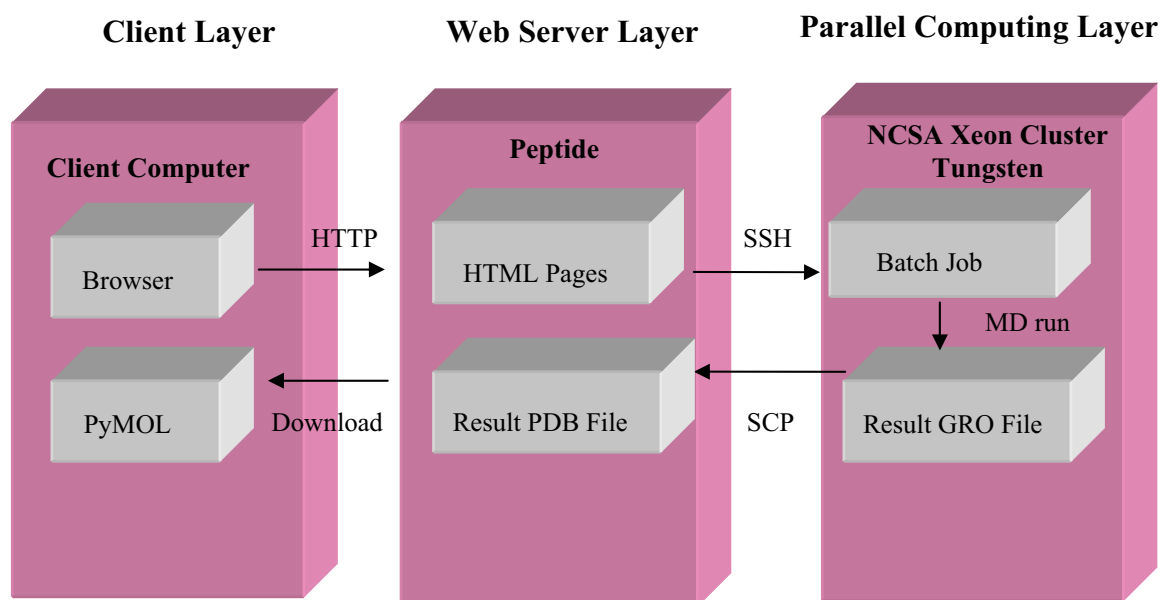 Client Layer
Web Server Layer
Parallel Computing Layer
Client Computer
Peptide
NCSA Xeon Cluster
Tungsten
Browser
HTTP
HTML Pages
SSH
Batch Job
MD run
PyMOL
Download
Result PDB File
SCP
Result GRO File